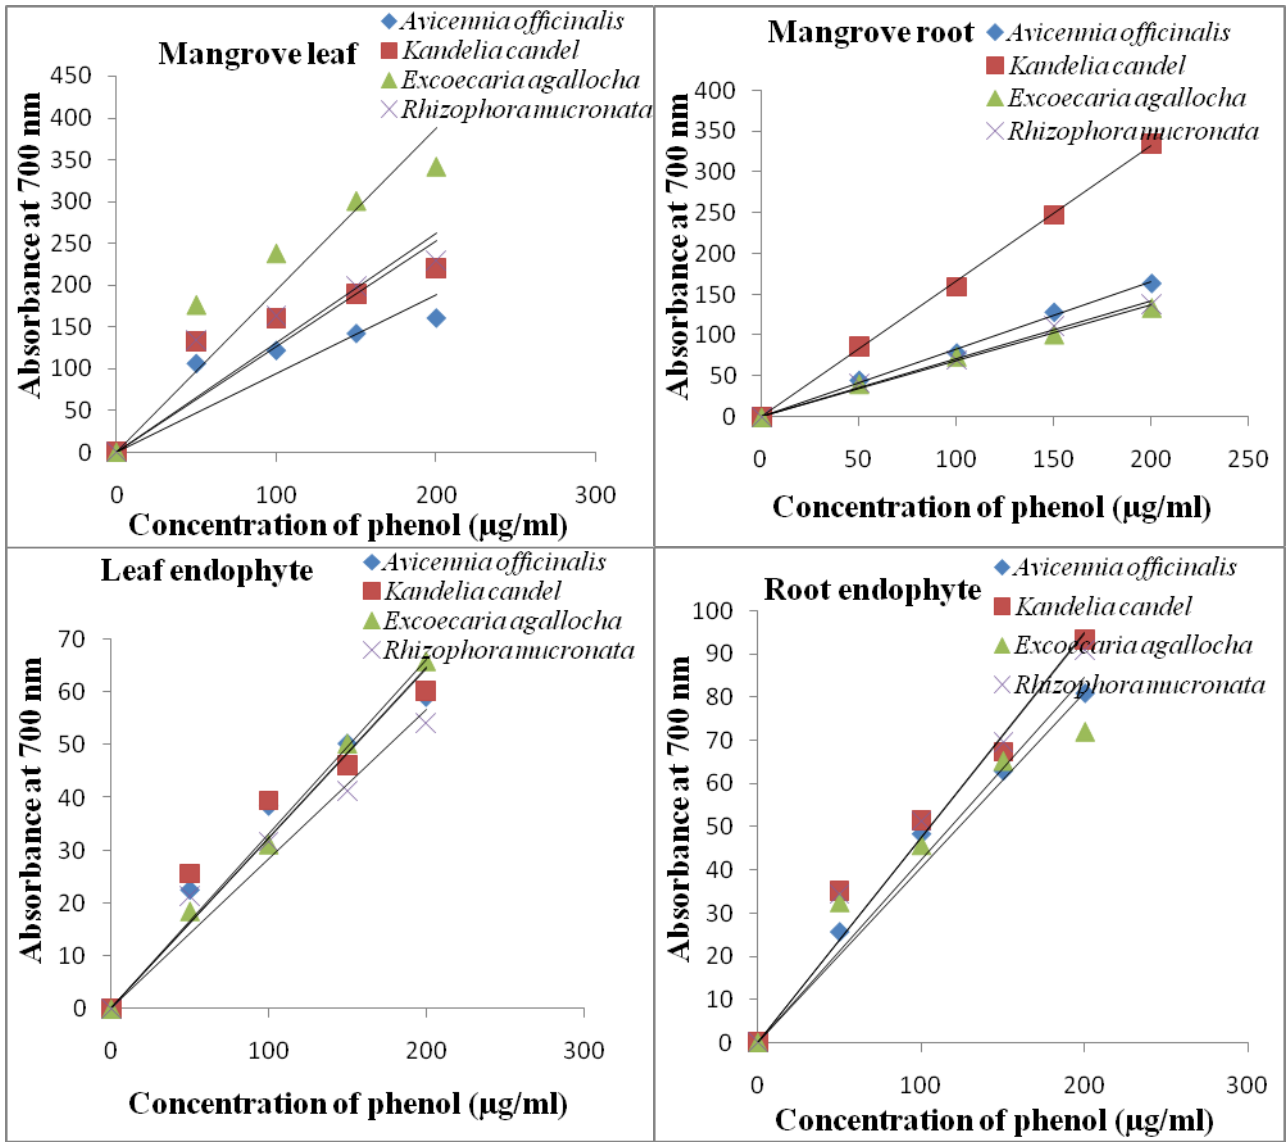 Mangrove leaf
Avicennia officinalis
Kandelia candel
Excoecaria agallocha
Rhizophora mucronata
Absorbance at 700 nm
450
400
350
300
250
200
150
100
50
0
0 100 200 300
Concentration of phenol (µg/ml)
Mangrove root
Avicennia officinalis
Kandelia candel
Excoecaria agallocha
Rhizophora mucronata
Absorbance at 700 nm
400
350
300
250
200
150
100
50
0
0 50 100 150 200 250
Concentration of phenol (µg/ml)
Leaf endophyte
Avicennia officinalis
Kandelia candel
Excoecaria agallocha
Rhizophora mucronata
Absorbance at 700 nm
70
60
50
40
30
20
10
0
0 100 200 300
Concentration of phenol (µg/ml)
Root endophyte
Avicennia officinalis
Kandelia candel
Excoecaria agallocha
Rhizophora mucronata
Absorbance at 700 nm
100
90
80
70
60
50
40
30
20
10
0
0 100 200 300
Concentration of phenol (µg/ml)